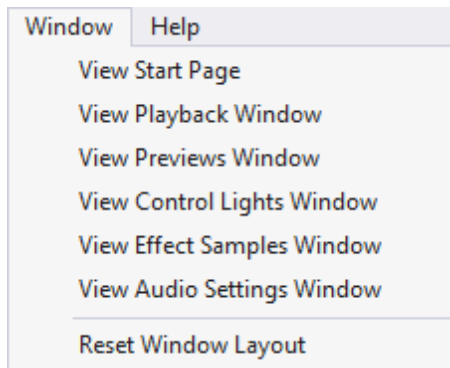 Window Help
View Start Page
View Playback Window
View Previews Window
View Control Lights Window
View Effect Samples Window
View Audio Settings Window
Reset Window Layout